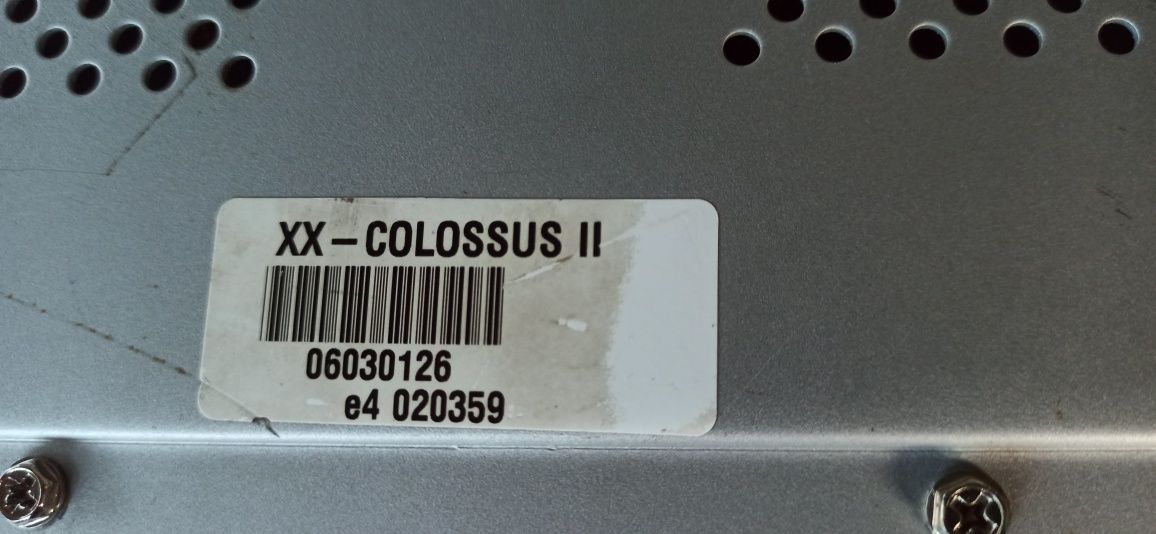 XX – COLOSSUS II
06030126
e4 020359